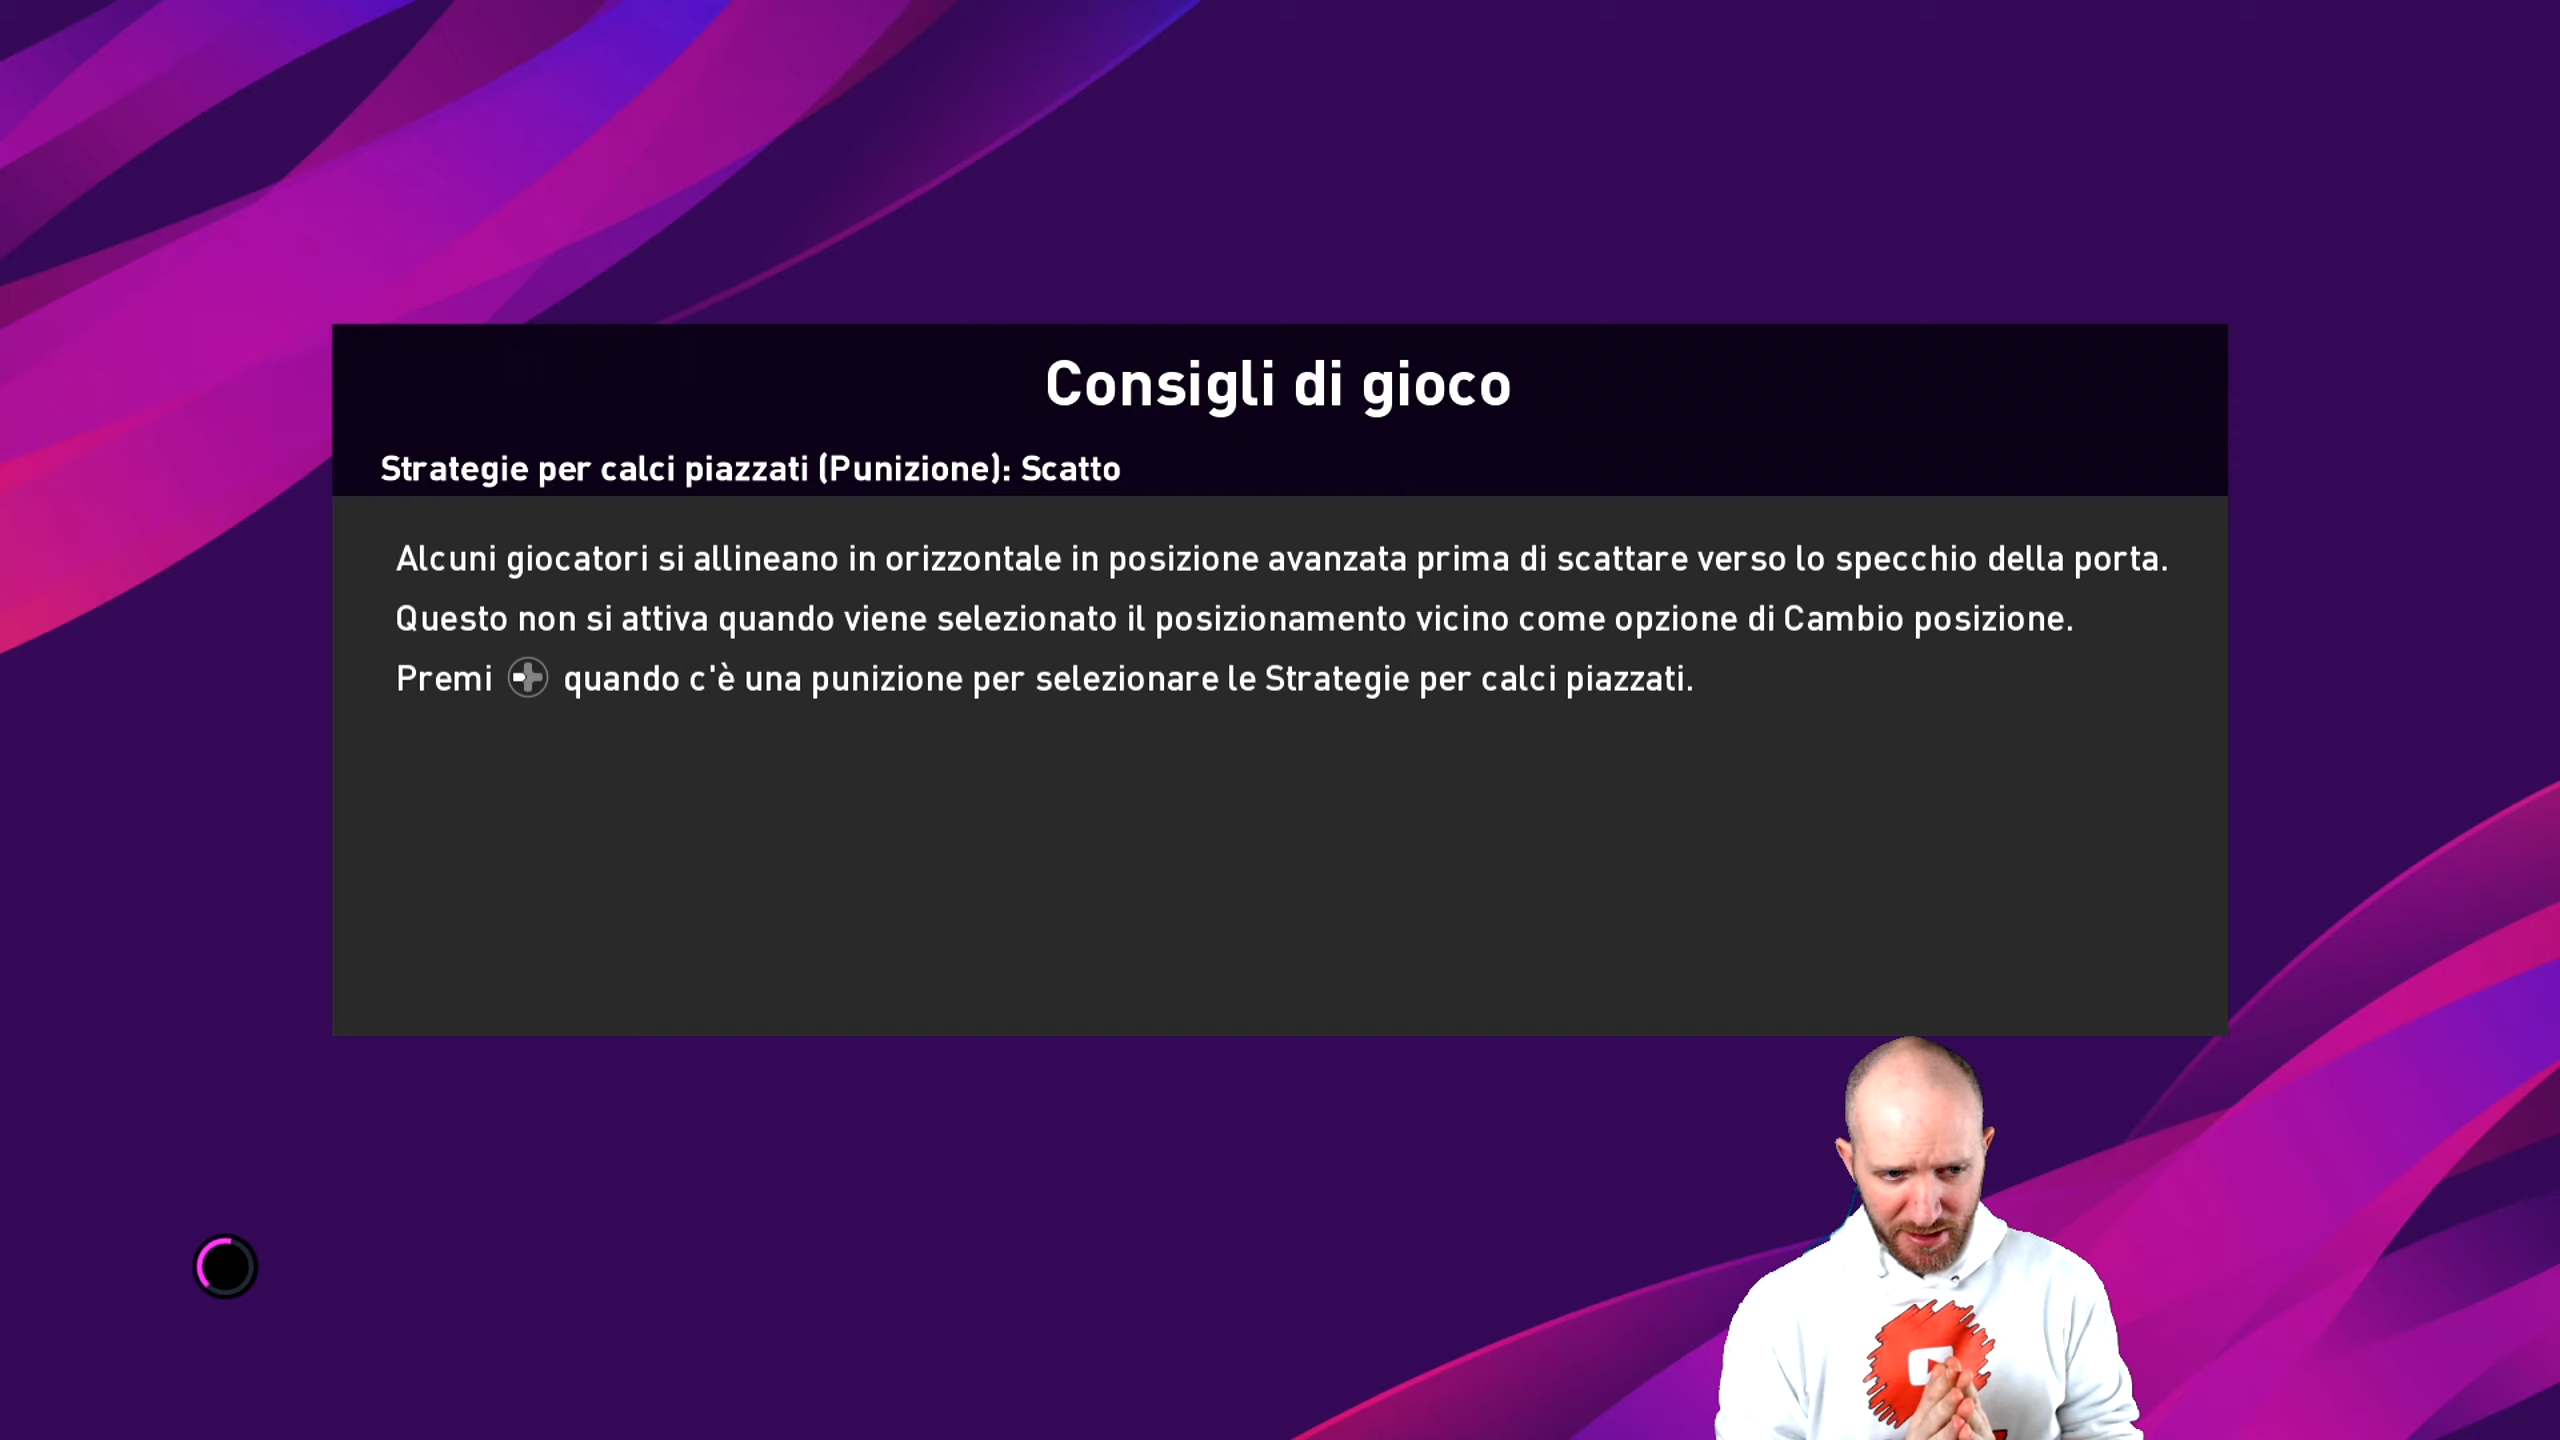 Consigli di gioco
Strategie per calci piazzati (Punizione): Scatto
Alcuni giocatori si allineano in orizzontale in posizione avanzata prima di scattare verso lo specchio della porta.
Questo non si attiva quando viene selezionato il posizionamento vicino come opzione di Cambio posizione.
Premi quando c'è una punizione per selezionare le Strategie per calci piazzati.